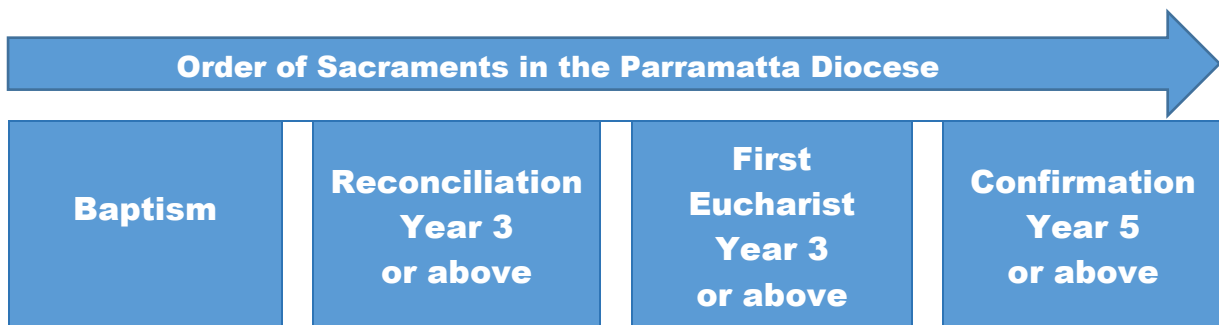 Order of Sacraments in the Parramatta Diocese
Baptism
Reconciliation
Year 3
or above
First
Eucharist
Year 3
or above
Confirmation
Year 5
or above